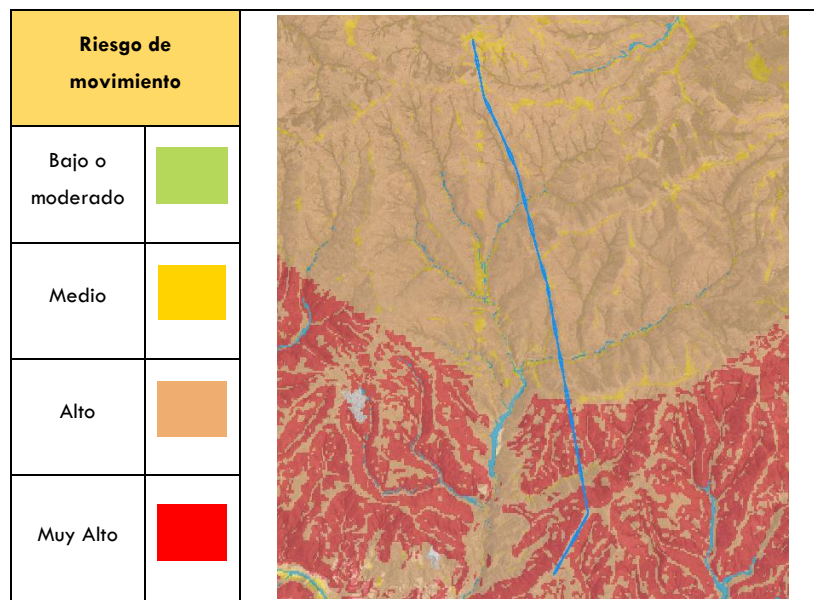 Riesgo de
movimiento
Bajo o
moderado
Medio
Alto
Muy Alto